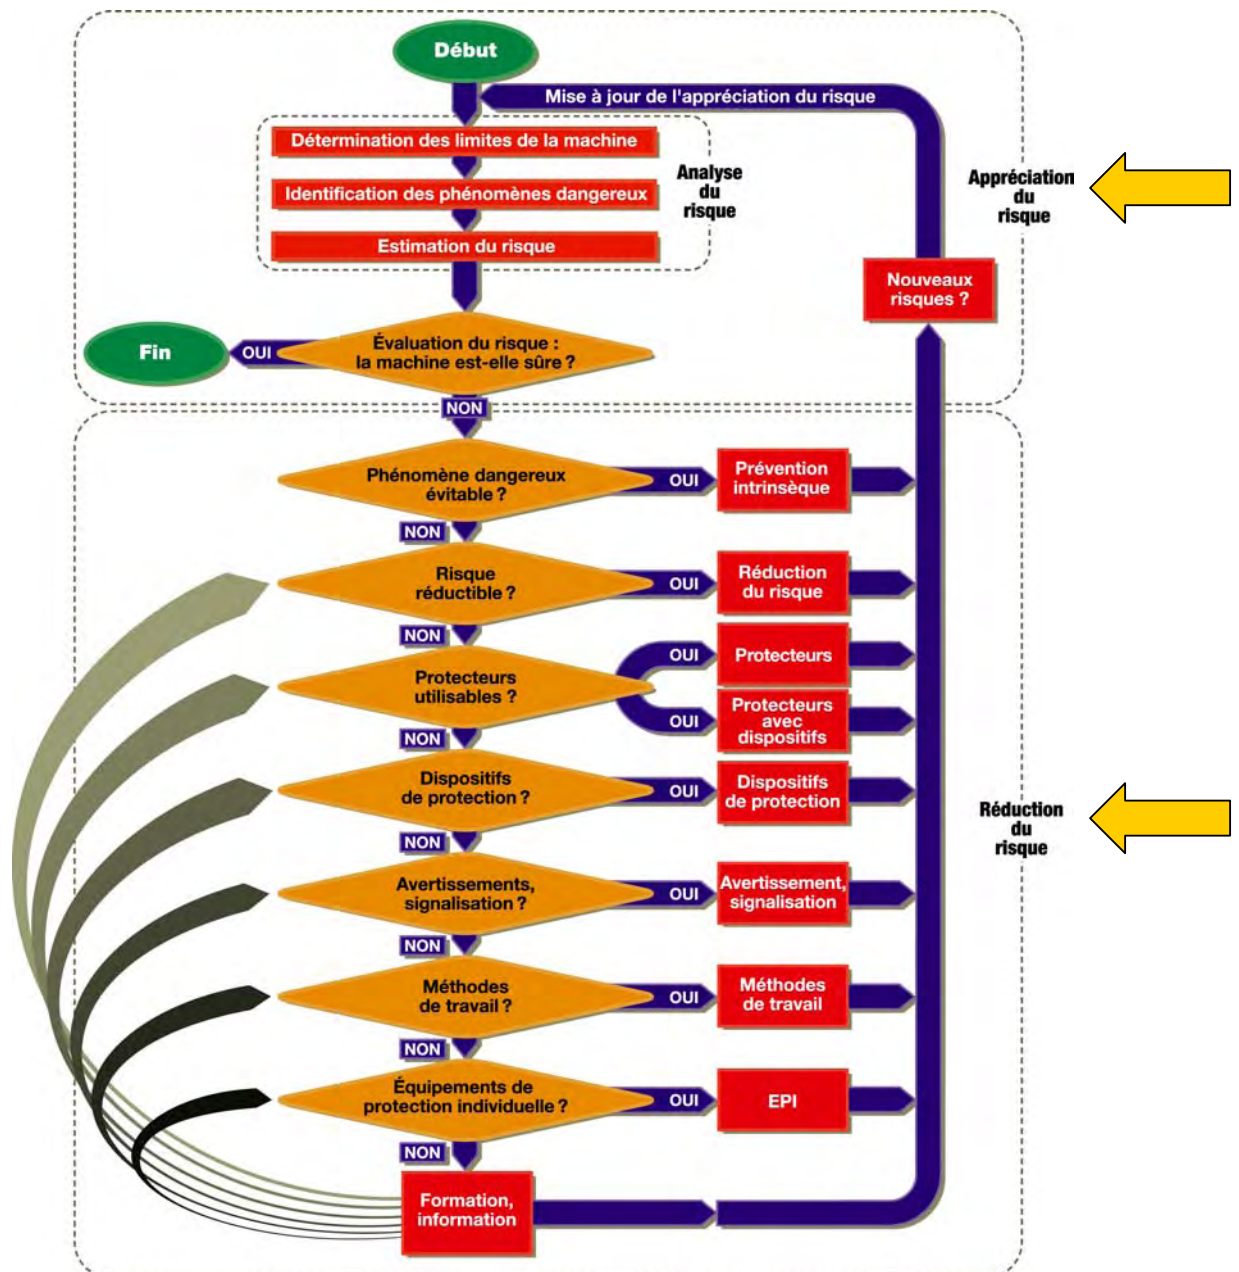 Début
Mise à jour de l'appréciation du risque
Détermination des limites de la machine
Identification des phénomènes dangereux
Estimation du risque
Analyse
du
risque
Appréciation
du
risque
Nouveaux
risques ?
Évaluation du risque :
la machine est-elle sûre ?
OUI
Fin
NON
Phénomène dangereux
évitable ?
OUI
Prévention
intrinsèque
NON
Risque
réductible ?
OUI
Réduction
du risque
NON
Protecteurs
utilisables ?
OUI
Protecteurs
OUI
Protecteurs
avec
dispositifs
NON
Dispositifs
de protection ?
OUI
Dispositifs
de protection
Réduction
du
risque
NON
Avertissements,
signalisation ?
OUI
Avertissement,
signalisation
NON
Méthodes
de travail ?
OUI
Méthodes
de travail
NON
Équipements de
protection individuelle ?
OUI
EPI
NON
Formation,
information